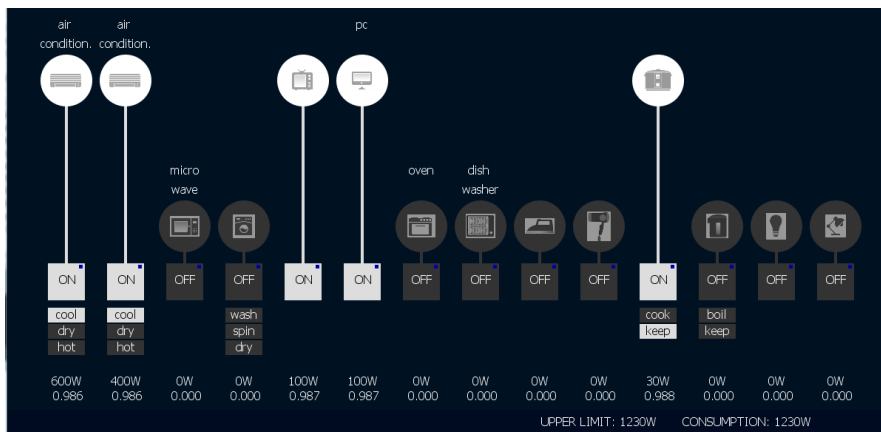 air air pc
condition. condition.
micro oven dish
wave washer
ON ON OFF OFF ON ON OFF OFF OFF OFF ON OFF OFF OFF
cool cool wash cook boil
dry dry spin keep keep
hot hot dry
600W 400W 0W 0W 100W 100W 0W 0W 0W 0W 30W 0W 0W 0W
0.986 0.986 0.000 0.000 0.987 0.987 0.000 0.000 0.000 0.000 0.988 0.000 0.000 0.000
UPPER LIMIT: 1230W CONSUMPTION: 1230W